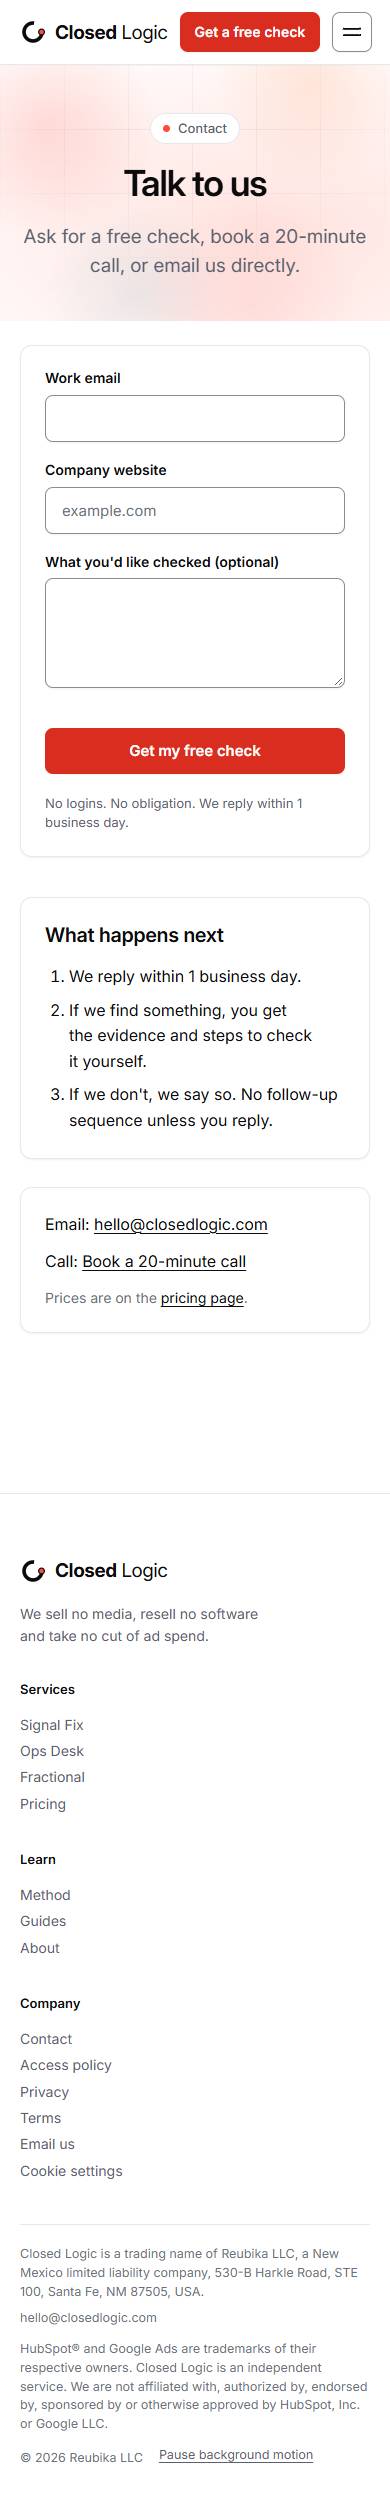 Closed Logic
Get a free check
Contact
Talk to us
Ask for a free check, book a 20-minute
call, or email us directly.
Work email
Company website
example.com
What you'd like checked (optional)
Get my free check
No logins. No obligation. We reply within 1
business day.
What happens next
1. We reply within 1 business day.
2. If we find something, you get
the evidence and steps to check
it yourself.
3. If we don't, we say so. No follow-up
sequence unless you reply.
Email: hello@closedlogic.com
Call: Book a 20-minute call
Prices are on the pricing page.
Closed Logic
We sell no media, resell no software
and take no cut of ad spend.
Services
Signal Fix
Ops Desk
Fractional
Pricing
Learn
Method
Guides
About
Company
Contact
Access policy
Privacy
Terms
Email us
Cookie settings
Closed Logic is a trading name of Reubika LLC, a New
Mexico limited liability company, 530-B Harkle Road, STE
100, Santa Fe, NM 87505, USA.
hello@closedlogic.com
HubSpot® and Google Ads are trademarks of their
respective owners. Closed Logic is an independent
service. We are not affiliated with, authorized by, endorsed
by, sponsored by or otherwise approved by HubSpot, Inc.
or Google LLC.
© 2026 Reubika LLC Pause background motion